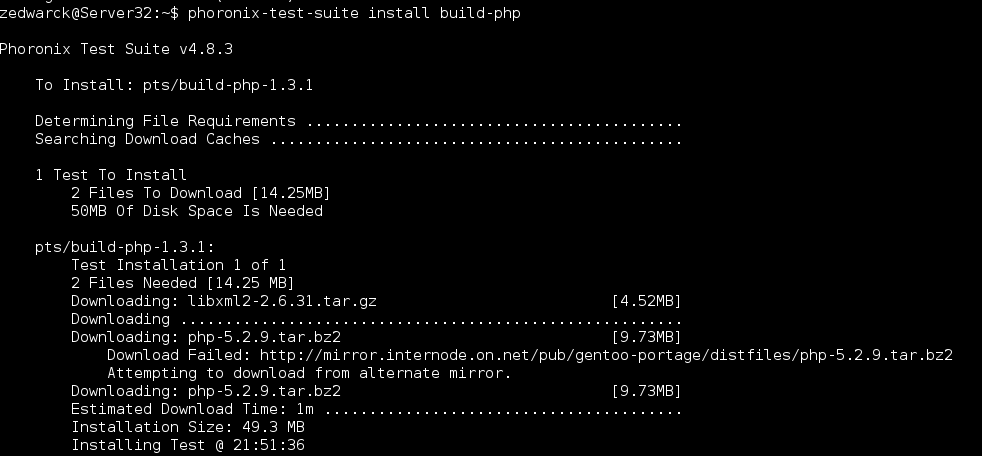 zedwarck@Server32:~$ phoronix-test-suite install build-php
Phoronix Test Suite v4.8.3
To Install: pts/build-php-1.3.1
Determining File Requirements ..........................................
Searching Download Caches ..............................................
1 Test To Install
2 Files To Download [14.25MB]
50MB Of Disk Space Is Needed
pts/build-php-1.3.1:
Test Installation 1 of 1
2 Files Needed [14.25 MB]
Downloading: libxml2-2.6.31.tar.gz [4.52MB]
Downloading ........................................................
Downloading: php-5.2.9.tar.bz2 [9.73MB]
Download Failed: http://mirror.internode.on.net/pub/gentoo-portage/distfiles/php-5.2.9.tar.bz2
Attempting to download from alternate mirror.
Downloading: php-5.2.9.tar.bz2 [9.73MB]
Estimated Download Time: 1m ........................................
Installation Size: 49.3 MB
Installing Test @ 21:51:36